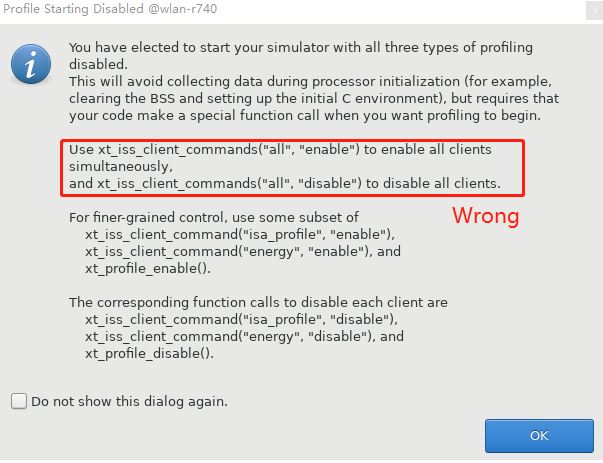 Profile Starting Disabled @wlan-r740
You have elected to start your simulator with all three types of profiling
disabled.
This will avoid collecting data during processor initialization (for example,
clearing the BSS and setting up the initial C environment), but requires that
your code make a special function call when you want profiling to begin.
Use xt_iss_client_commands("all", "enable") to enable all clients
simultaneously,
and xt_iss_client_commands("all", "disable") to disable all clients.
Wrong
For finer-grained control, use some subset of
xt_iss_client_command("isa_profile", "enable"),
xt_iss_client_command("energy", "enable"), and
xt_profile_enable().
The corresponding function calls to disable each client are
xt_iss_client_command("isa_profile", "disable"),
xt_iss_client_command("energy", "disable"), and
xt_profile_disable().
Do not show this dialog again.
OK